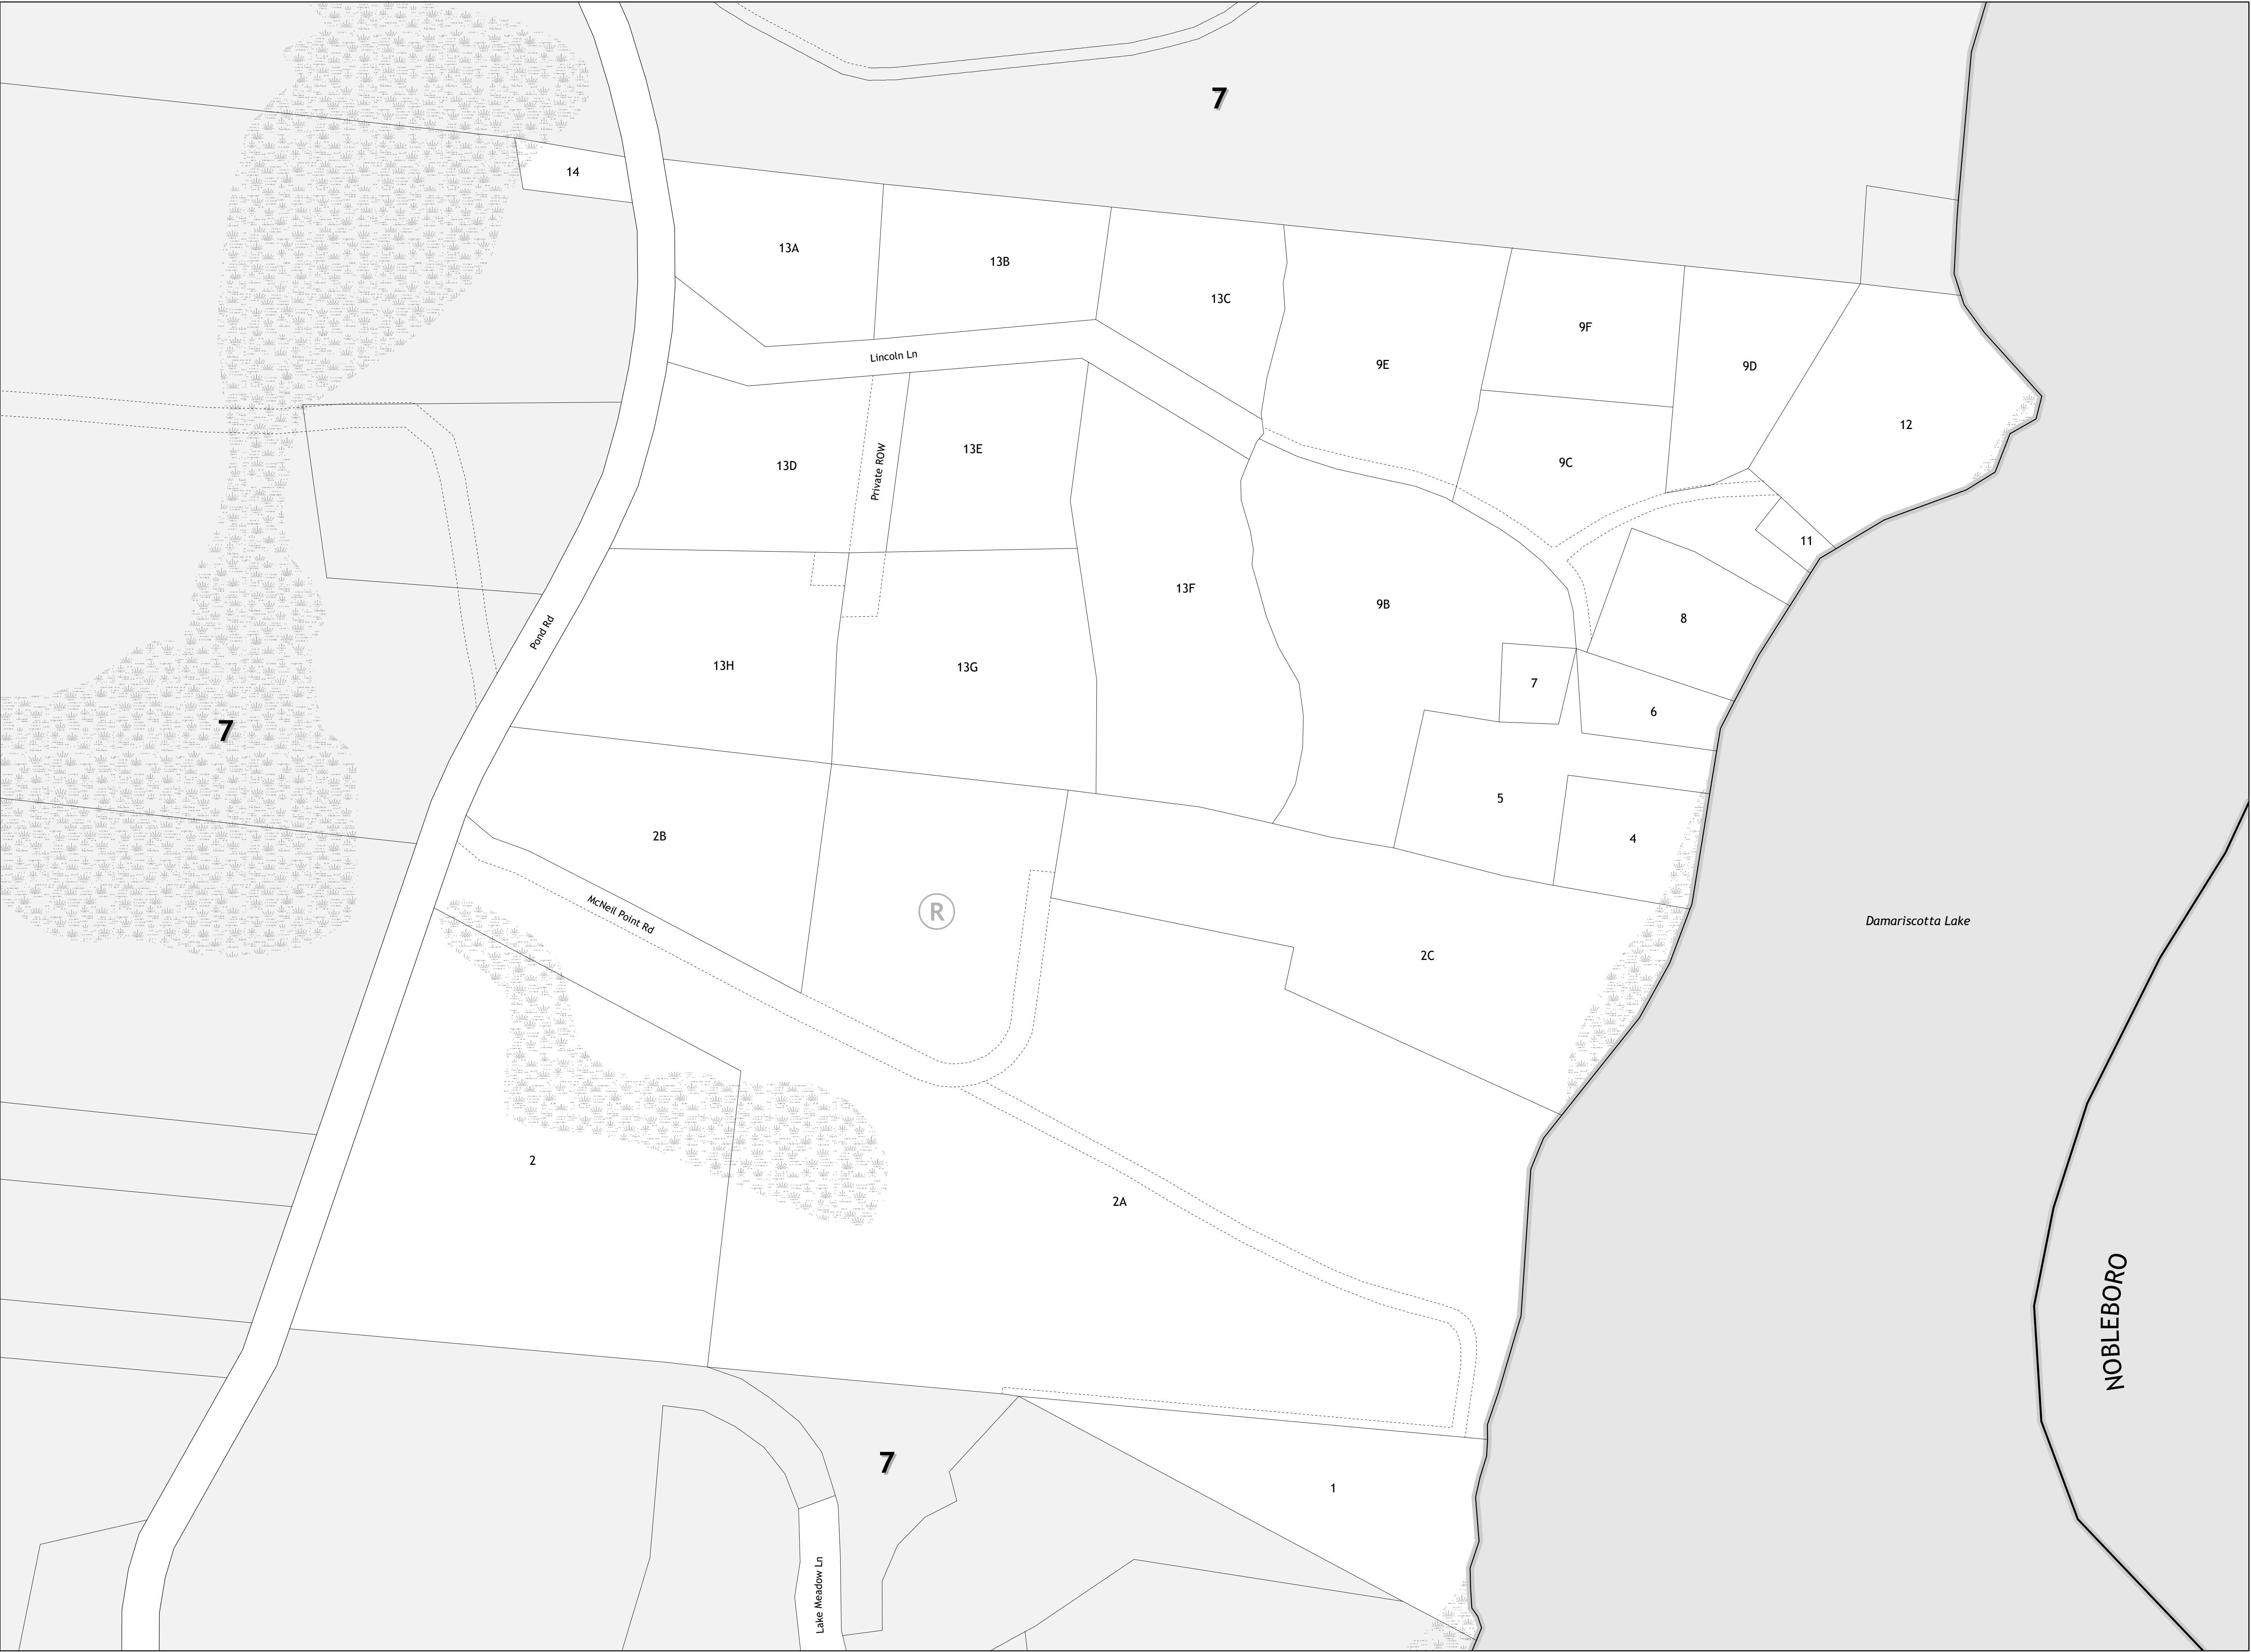 7
14
13A
13B
13C
9F
Lincoln Ln
9E
9D
12
13D
Private ROW
13E
9C
11
13F
9B
8
Pond Rd
13H
13G
7
6
7
5
2B
4
McNeil Point Rd
R
2C
Damariscotta Lake
2
2A
NOBLEBORO
7
1
Lake Meadow Ln